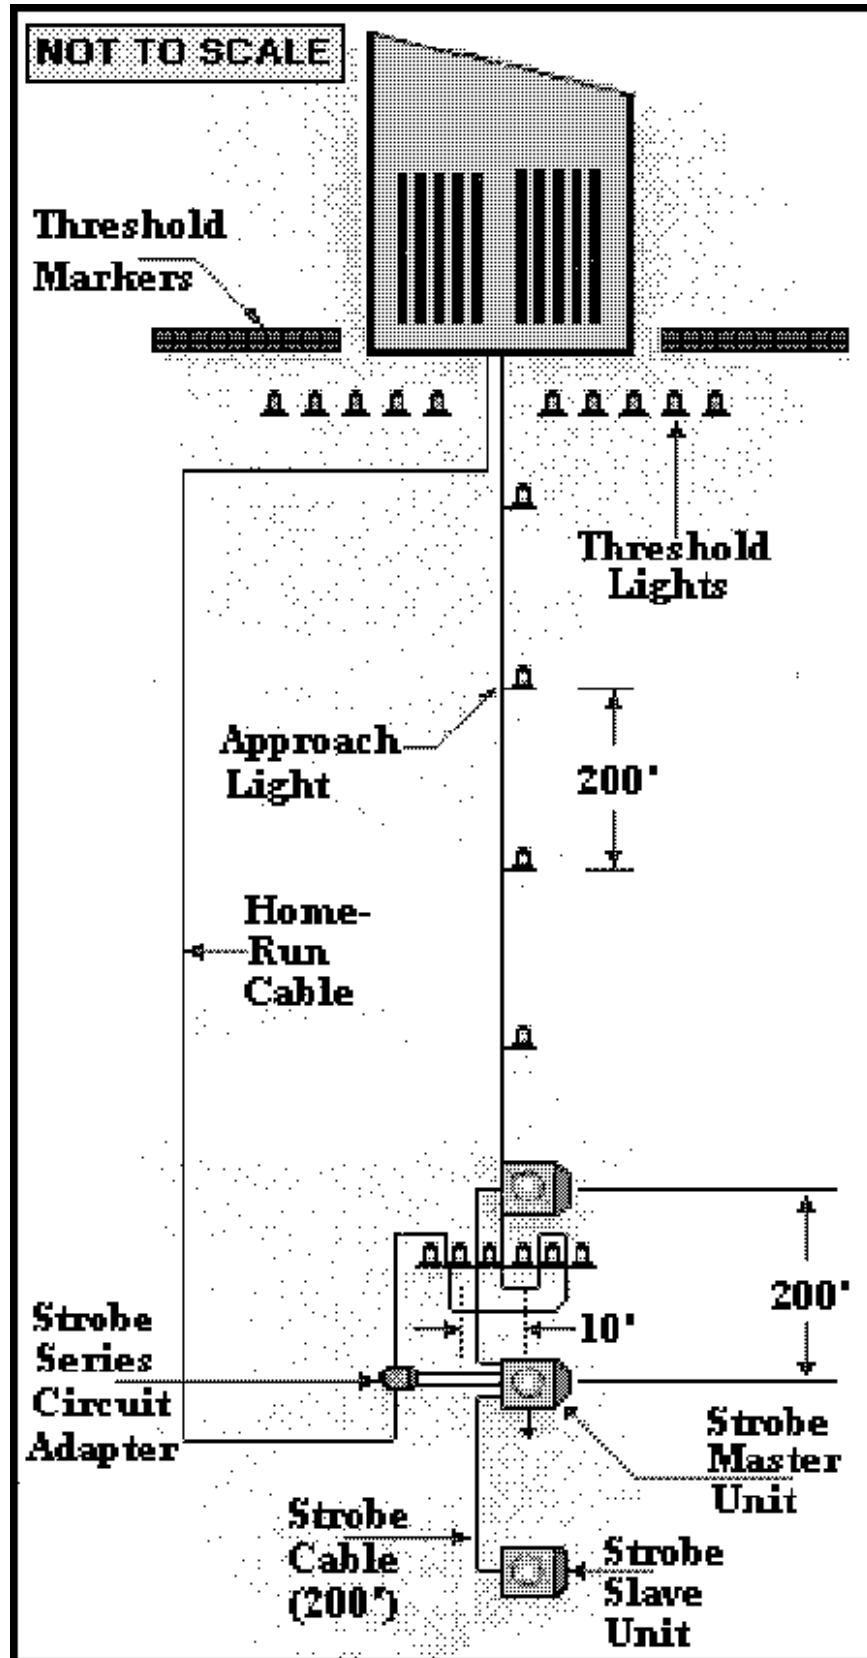 NOT TO SCALE
Threshold
Markers
Threshold
Lights
Approach
Light
200'
Home-
Run
Cable
200'
10'
Strobe
Series
Circuit
Adapter
Strobe
Master
Unit
Strobe
Cable
(200')
Strobe
Slave
Unit